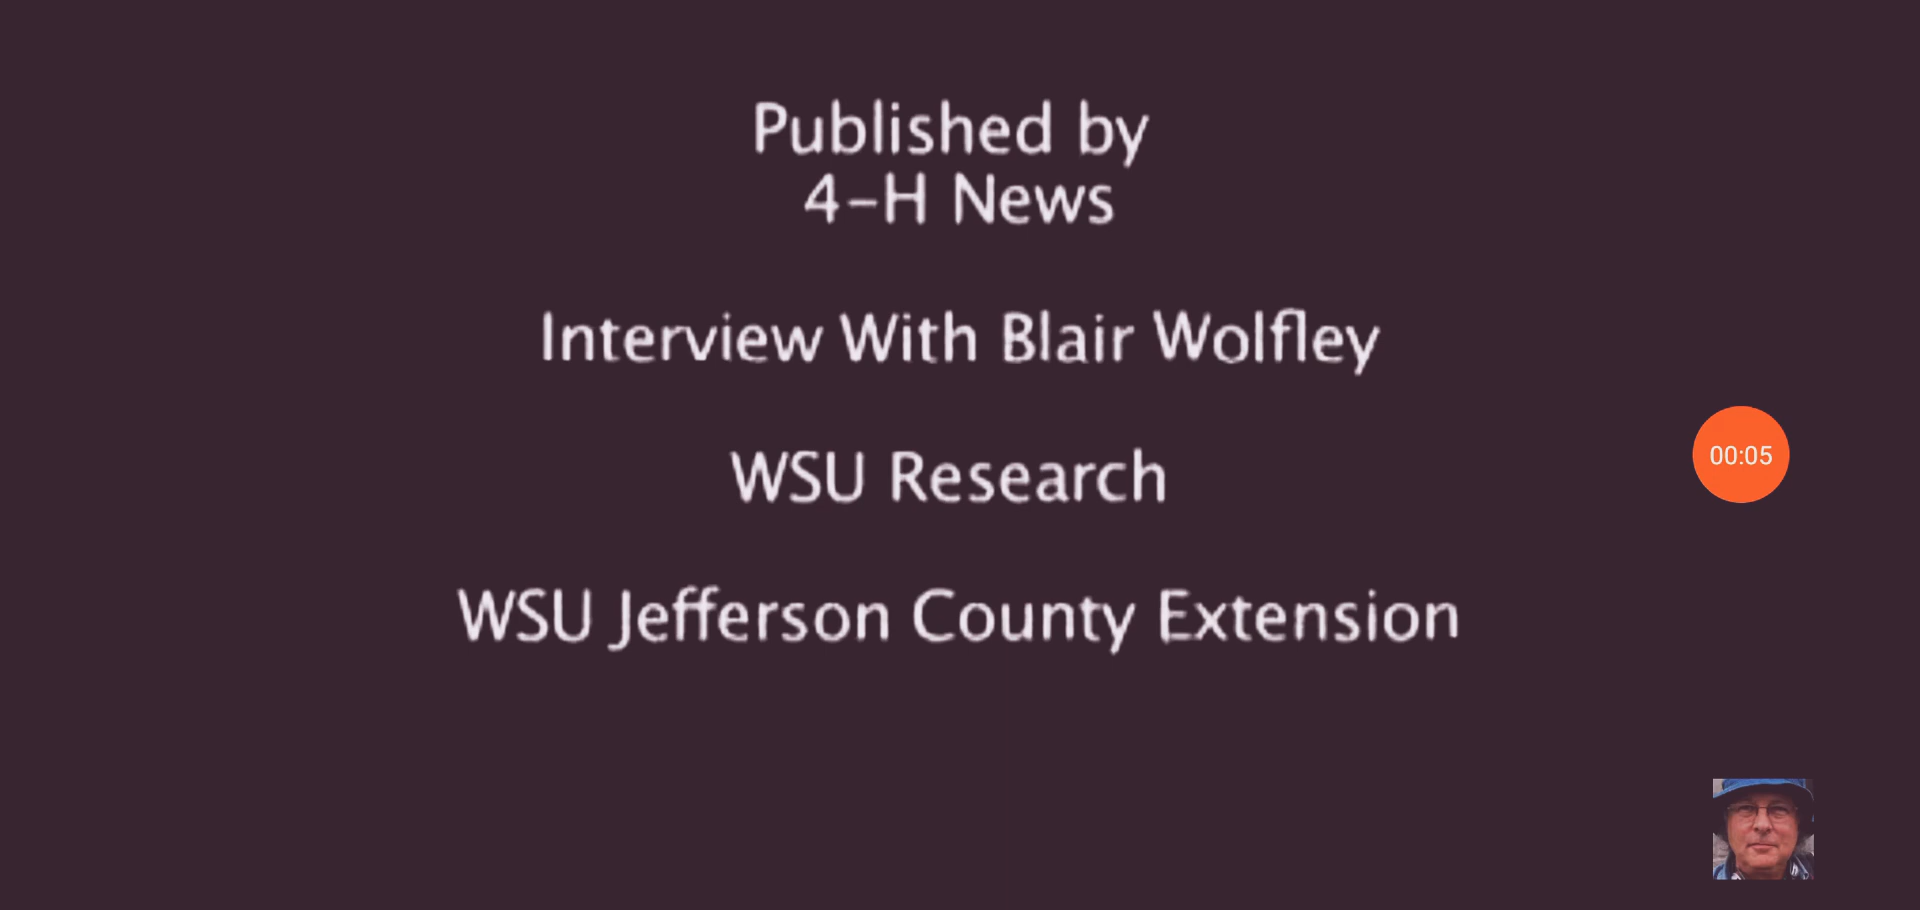 Published by
4-H News
Interview With Blair Wolfley
WSU Research
00:05
WSU Jefferson County Extension